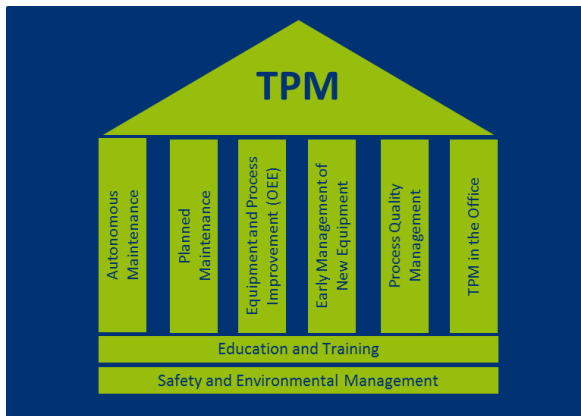 TPM
Autonomous
Maintenance
Planned
Maintenance
Equipment and Process
Improvement (OEE)
Early Management of
New Equipment
Process Quality
Management
TPM in the Office
Education and Training
Safety and Environmental Management